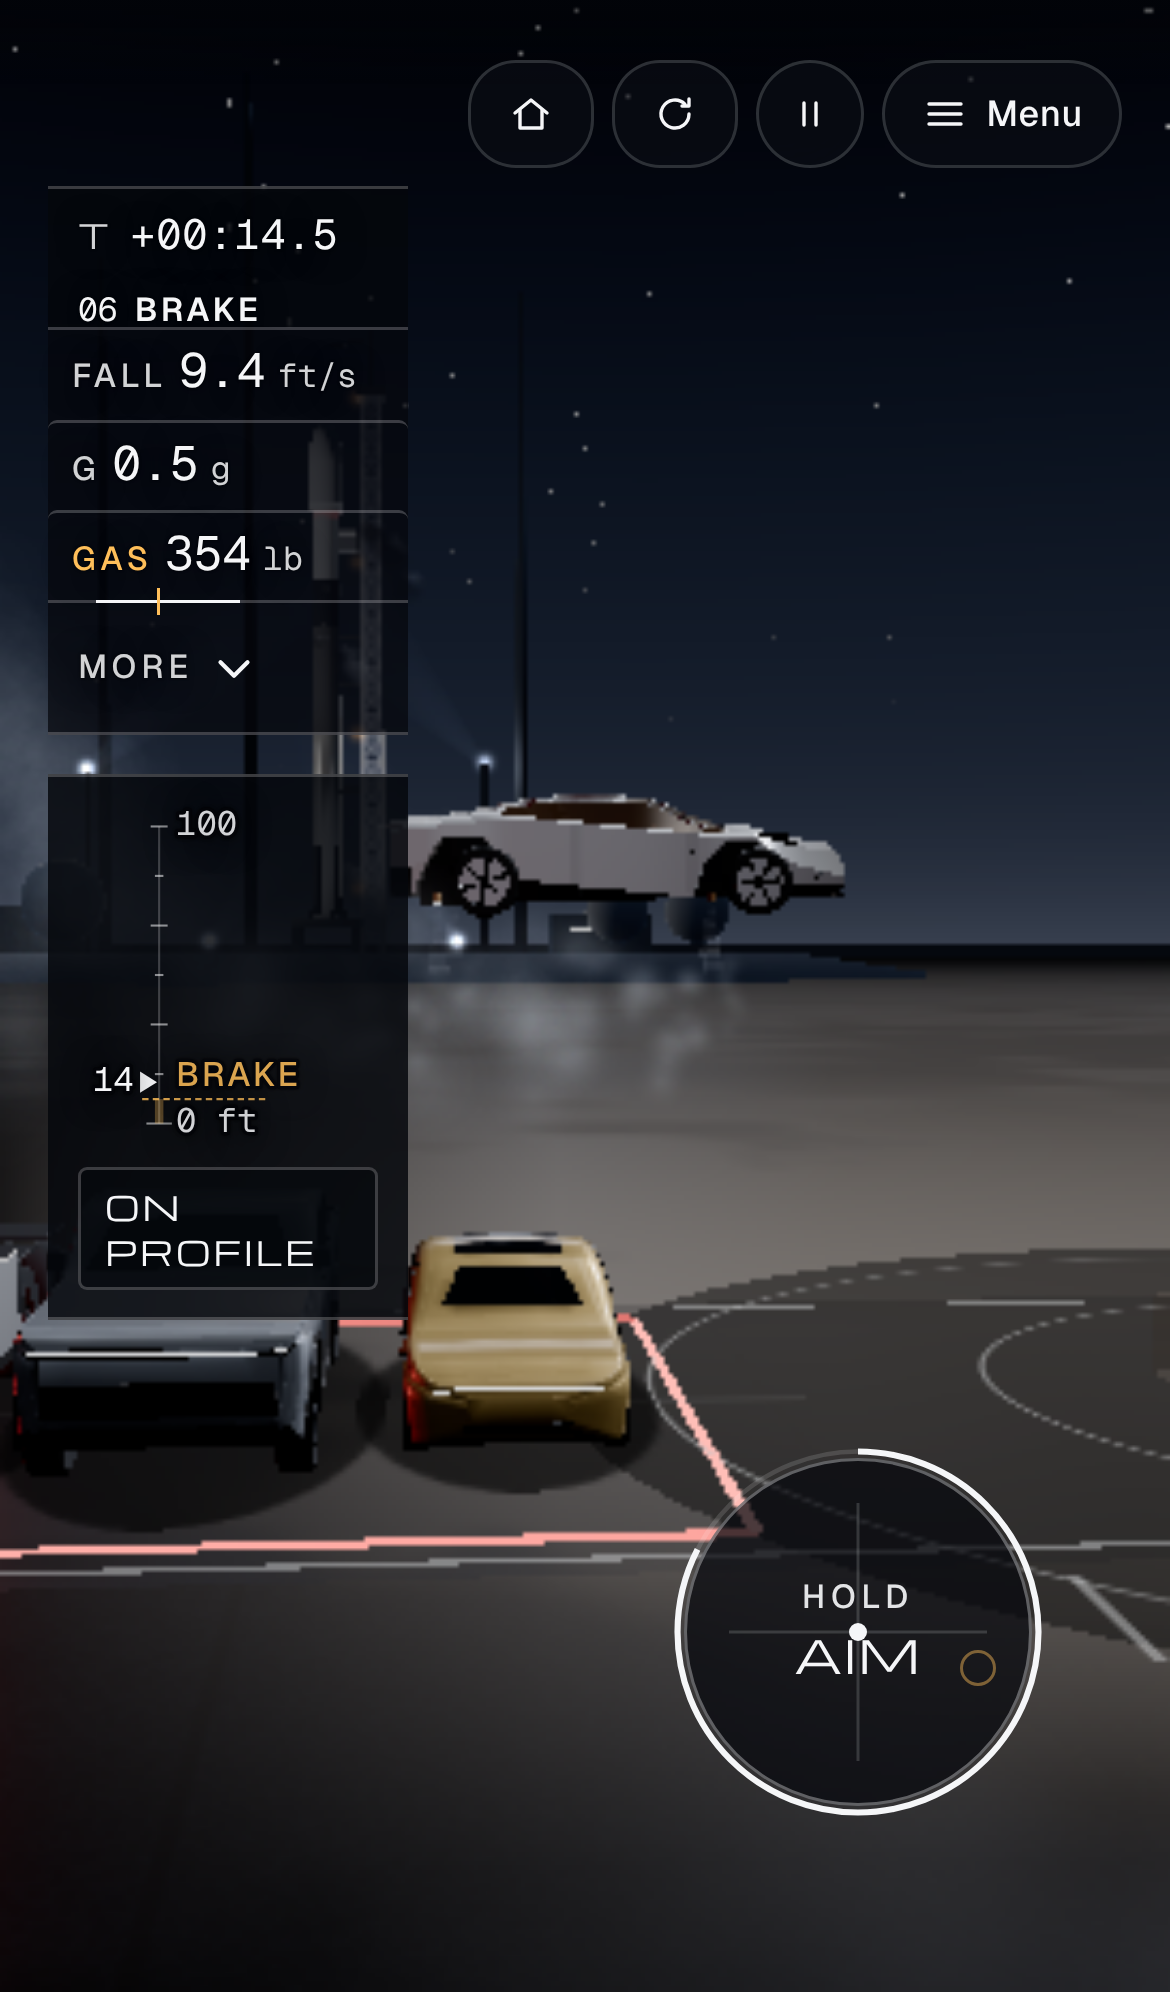 Menu
T +00:14.5
06 BRAKE
FALL 9.4 ft/s
G 0.5 g
GAS 354 lb
MORE
100
14 BRAKE
0 ft
ON
PROFILE
HOLD
AIM